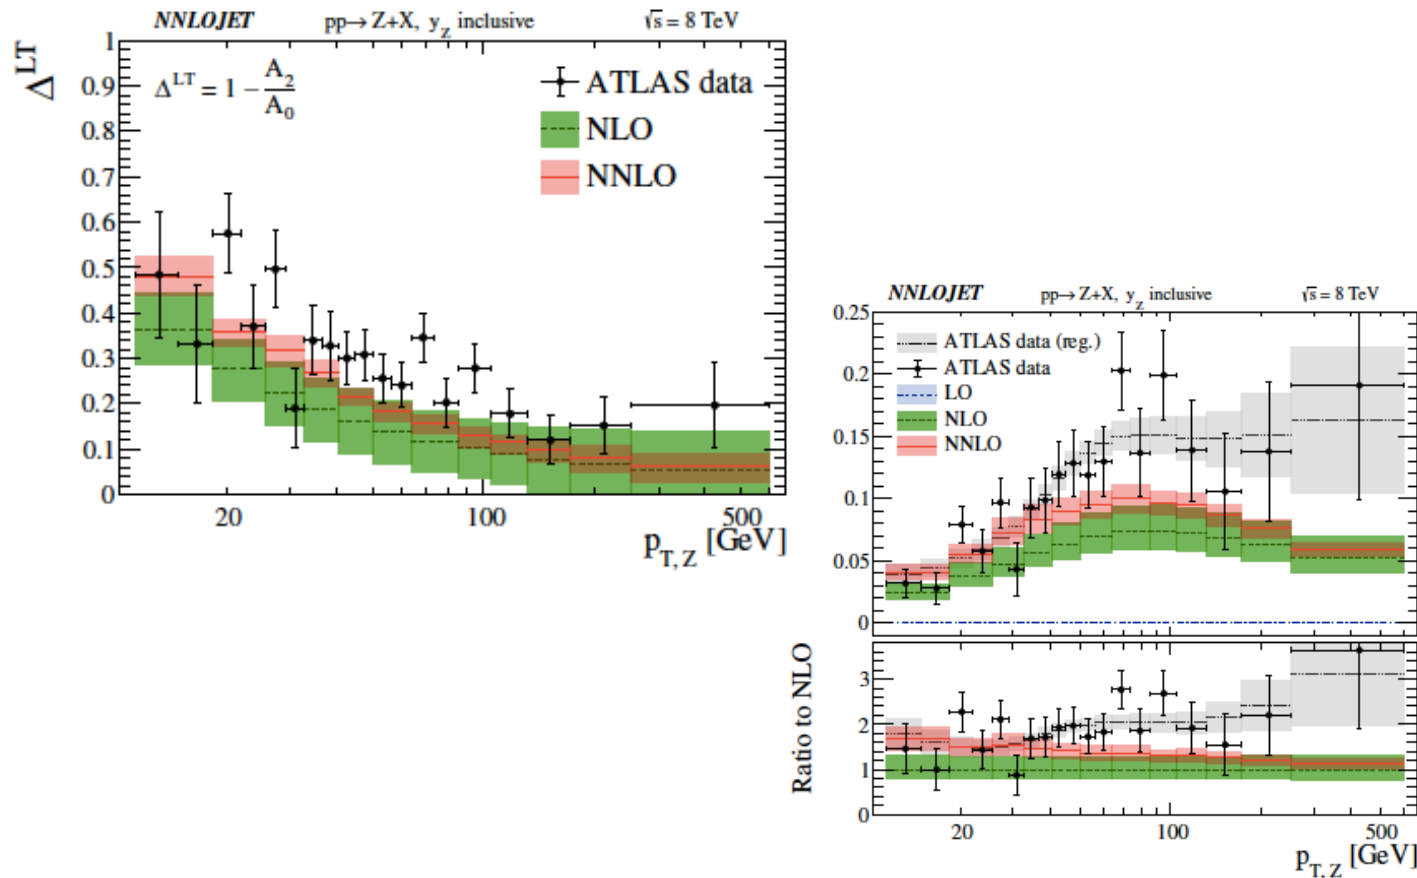 NNLOJET pp→ Z+X, y_Z inclusive √s = 8 TeV
Δ^LT
1
0.9
0.8
0.7
0.6
0.5
0.4
0.3
0.2
0.1
0
Δ^LT = 1 − A_2/A_0
ATLAS data
NLO
NNLO
20 100 500
p_T, Z [GeV]
NNLOJET pp→ Z+X, y_Z inclusive √s = 8 TeV
0.25
0.2
0.15
0.1
0.05
0
ATLAS data (reg.)
ATLAS data
LO
NLO
NNLO
Ratio to NLO
3
2
1
0
20 100 500
p_T, Z [GeV]